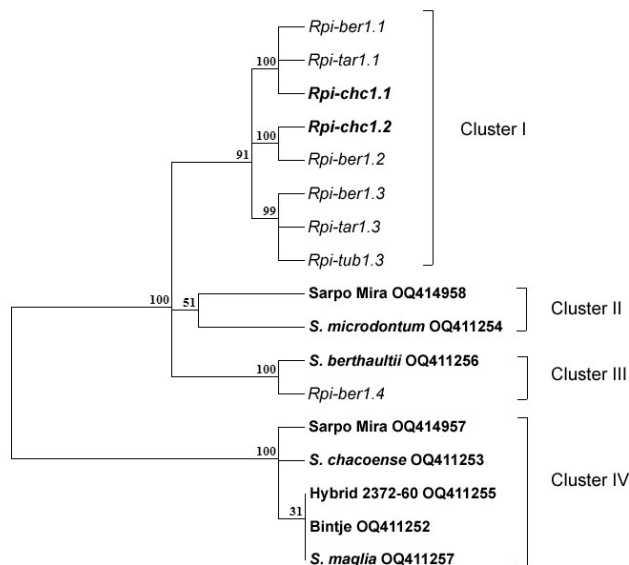 Rpi-ber1.1
Rpi-tar1.1
100
Rpi-chc1.1
Rpi-chc1.2
Cluster I
100
91
Rpi-ber1.2
Rpi-ber1.3
99
Rpi-tar1.3
Rpi-tub1.3
Sarpo Mira OQ414958
100
51
Cluster II
S. microdontum OQ411254
S. berthaultii OQ411256
100
Cluster III
Rpi-ber1.4
Sarpo Mira OQ414957
100
S. chacoense OQ411253
Cluster IV
Hybrid 2372-60 OQ411255
31
Bintje OQ411252
S. maglia OQ411257